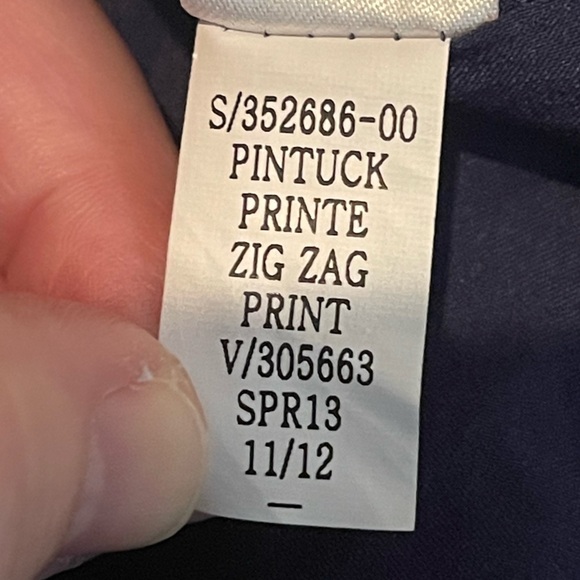 S/352686-00
PINTUCK
PRINTE
ZIG ZAG
PRINT
V/305663
SPR13
11/12